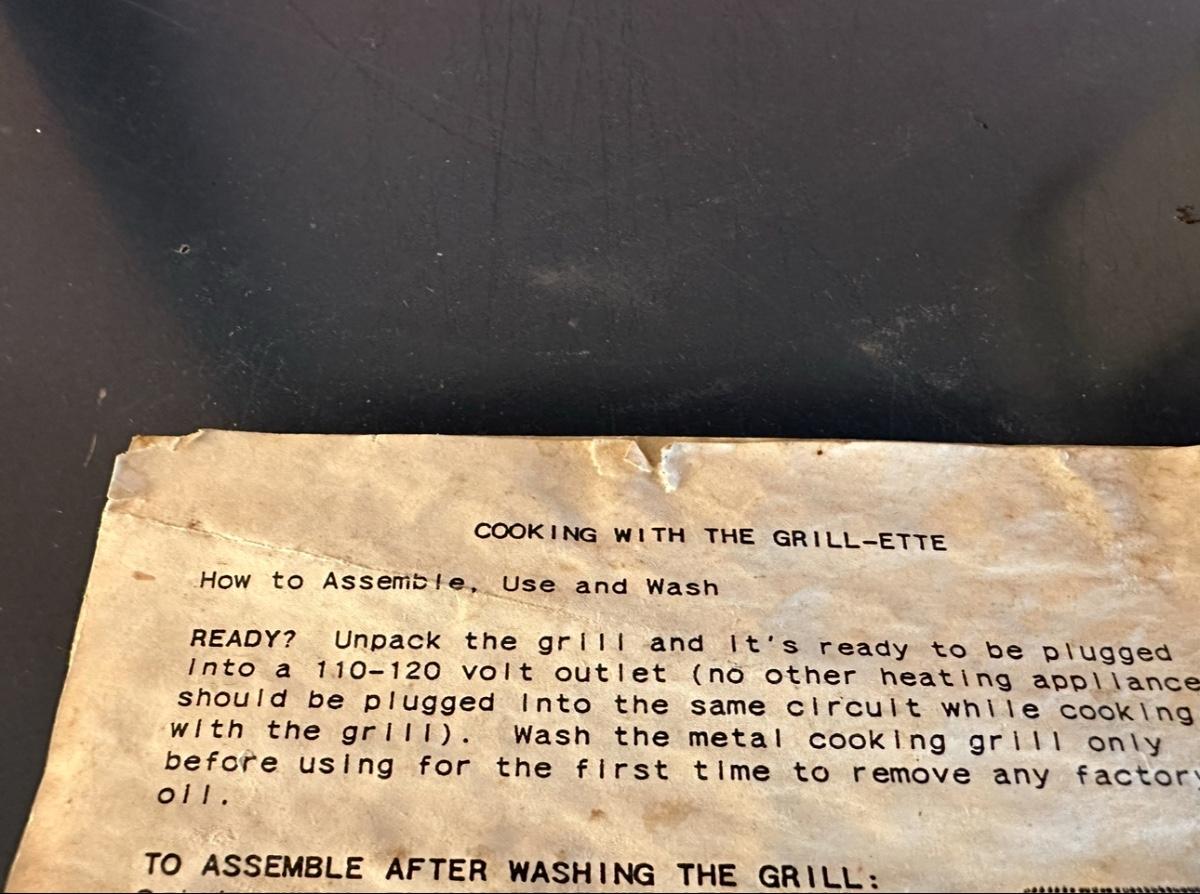 COOKING WITH THE GRILL-ETTE
How to Assemble, Use and Wash
READY? Unpack the grill and it's ready to be plugged
into a 110-120 volt outlet (no other heating appliance
should be plugged into the same circuit while cooking
with the grill). Wash the metal cooking grill only
before using for the first time to remove any factory
oil.
TO ASSEMBLE AFTER WASHING THE GRILL: